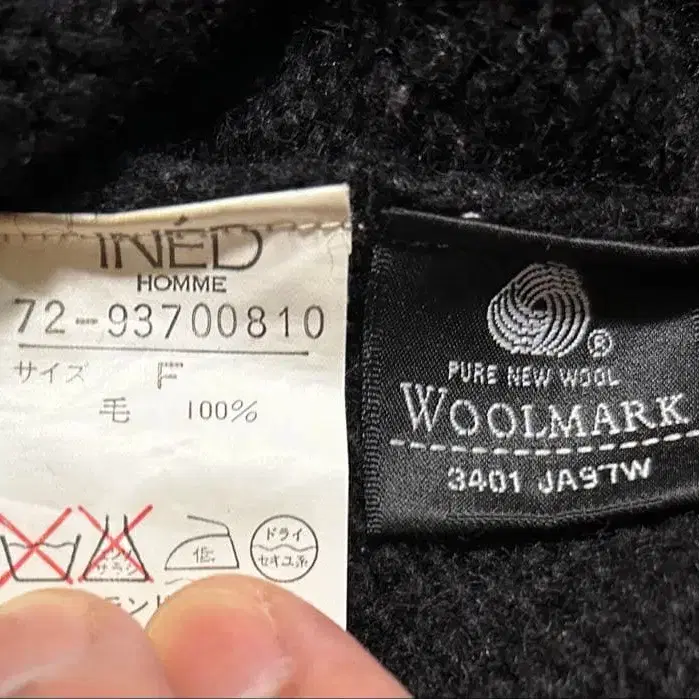 INÉD
HOMME
72-93700810
サイズ F
毛 100%
低
ドライ
セキユ系
®
PURE NEW WOOL
WOOLMARK
3401 JA97W